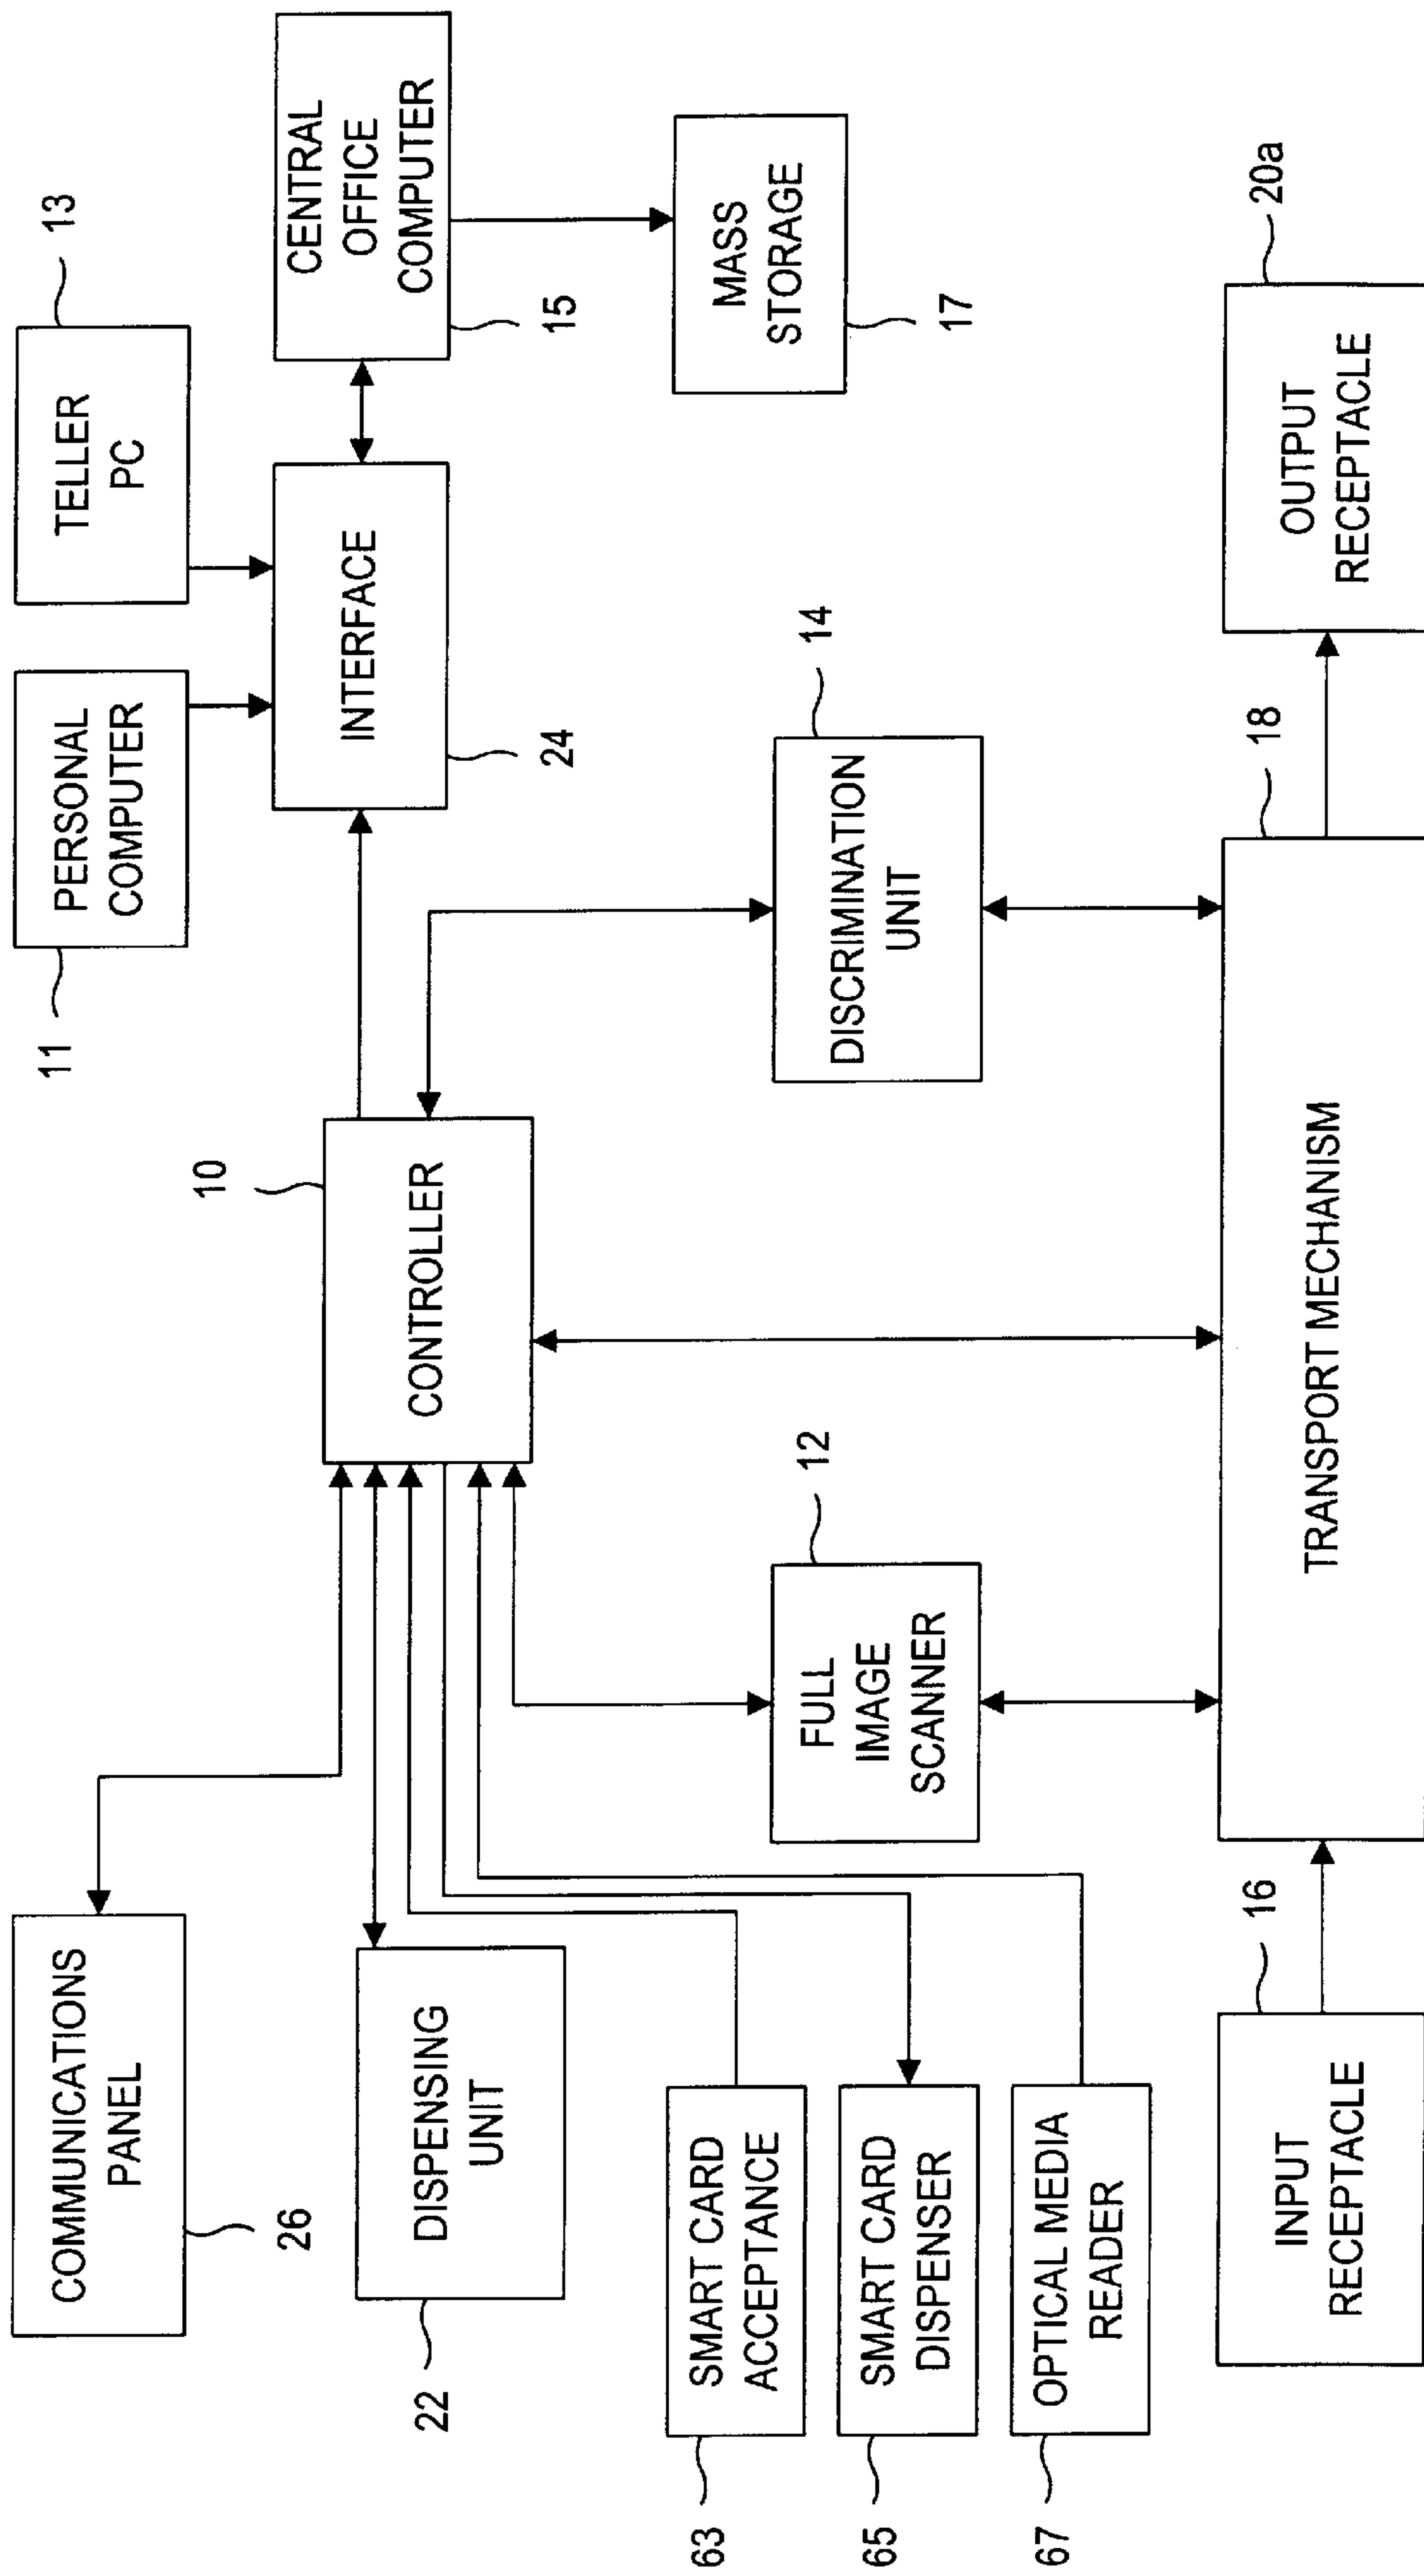 COMMUNICATIONS
PANEL
26
11
PERSONAL
COMPUTER
TELLER
PC
13
DISPENSING
UNIT
22
10
CONTROLLER
INTERFACE
24
CENTRAL
OFFICE
COMPUTER
15
SMART CARD
ACCEPTANCE
63
SMART CARD
DISPENSER
65
OPTICAL MEDIA
READER
67
FULL
IMAGE
SCANNER
12
DISCRIMINATION
UNIT
14
MASS
STORAGE
17
INPUT
RECEPTACLE
16
TRANSPORT MECHANISM
18
OUTPUT
RECEPTACLE
20a